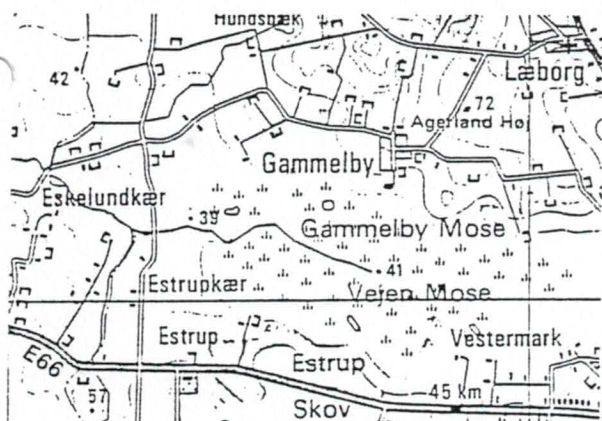 Hundsbæk
42
Læborg
72
Agerland Høj
Gammelby
Eskelundkær
39
Gammelby Mose
41
Estrupkær
Vejen Mose
Estrup
Vestermark
E66
Estrup
45 km
57
Skov